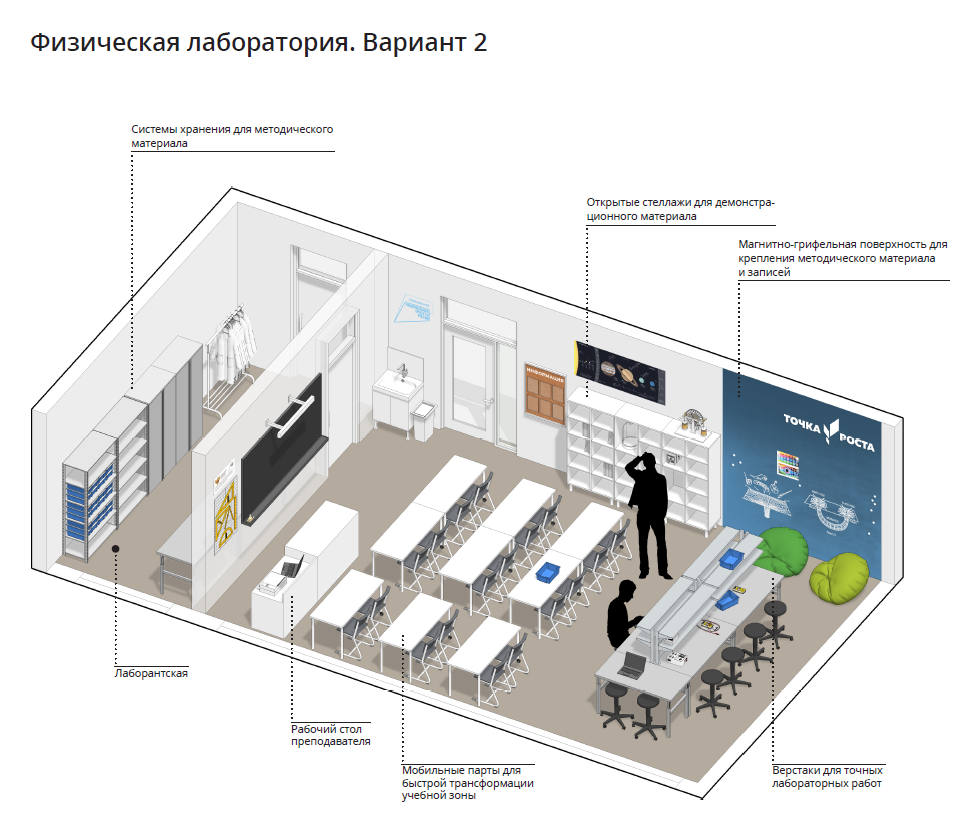 Физическая лаборатория. Вариант 2
Системы хранения для методического
материала
Открытые стеллажи для демонстра-
ционного материала
Магнитно-грифельная поверхность для
крепления методического материала
и записей
ИНФОРМАЦИЯ
ТОЧКА РОСТА
Лаборантская
Рабочий стол
преподавателя
Мобильные парты для
быстрой трансформации
учебной зоны
Верстаки для точных
лабораторных работ